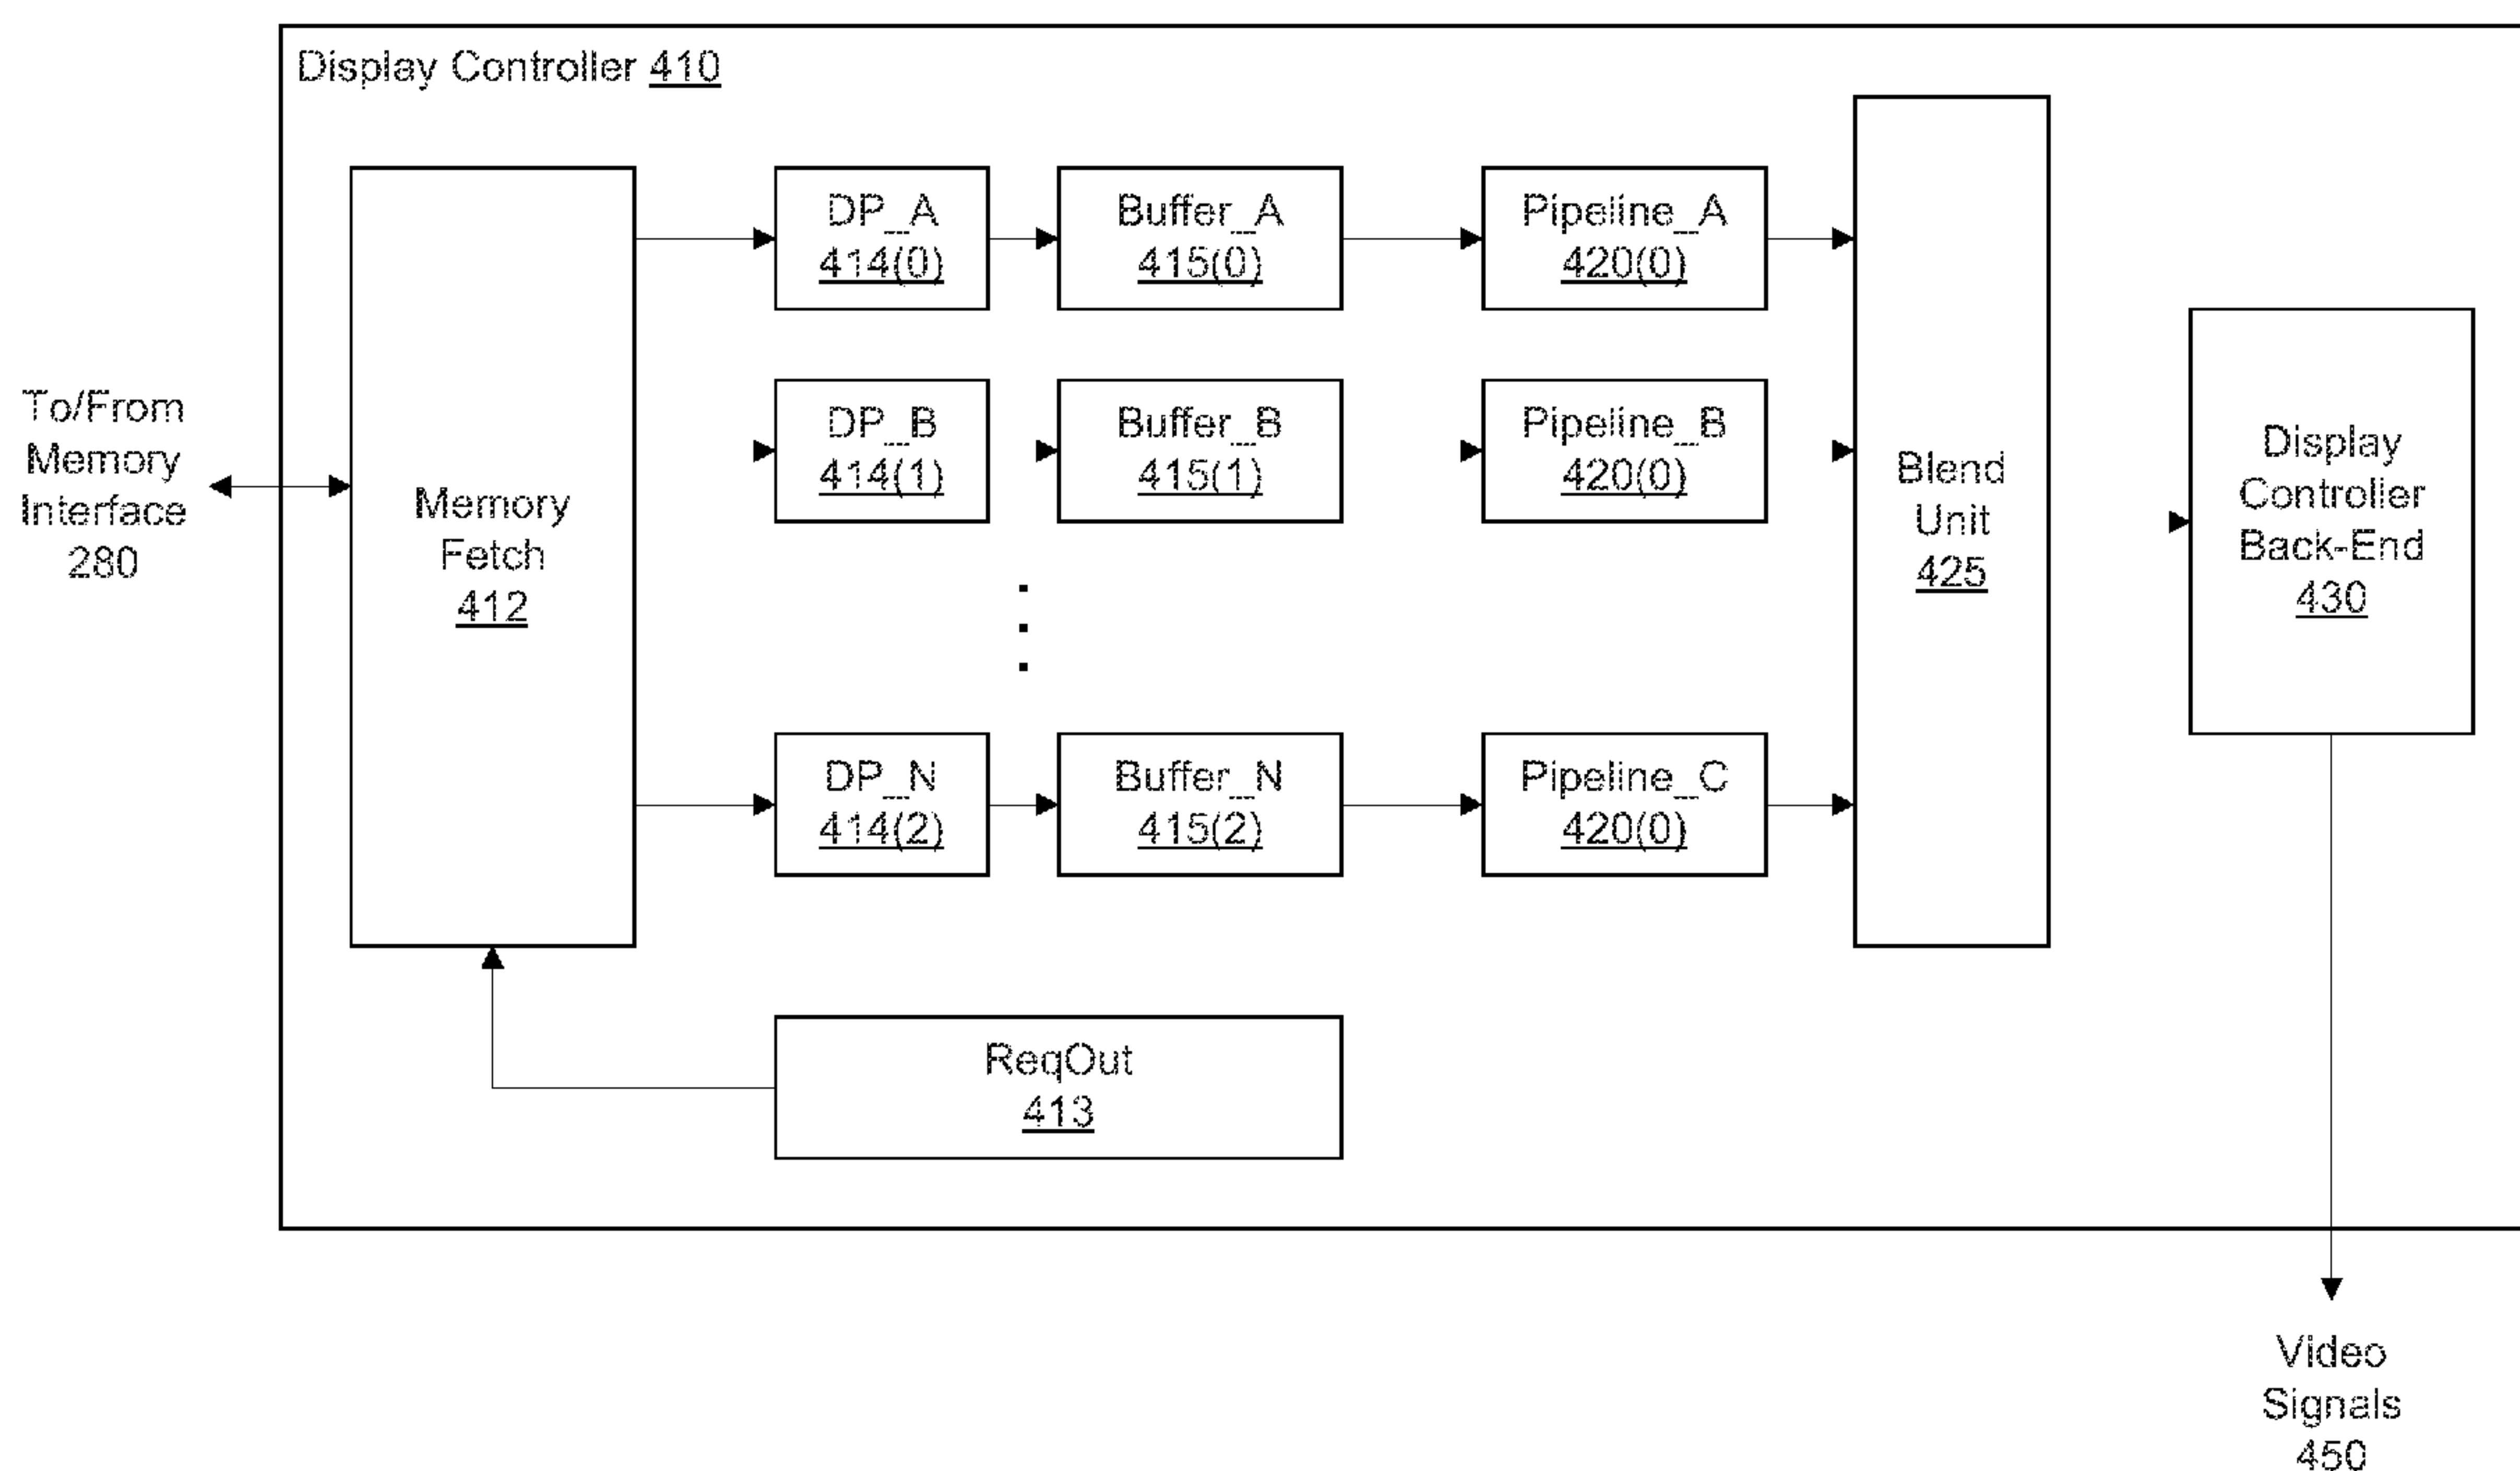 Display Controller 410
To/From
Memory
Interface
280
Memory
Fetch
412
DP_A
414(0)
Buffer_A
415(0)
Pipeline_A
420(0)
DP_B
414(1)
Buffer_B
415(1)
Pipeline_B
420(0)
DP_N
414(2)
Buffer_N
415(2)
Pipeline_C
420(0)
Blend
Unit
425
Display
Controller
Back-End
430
ReqOut
413
Video
Signals
450